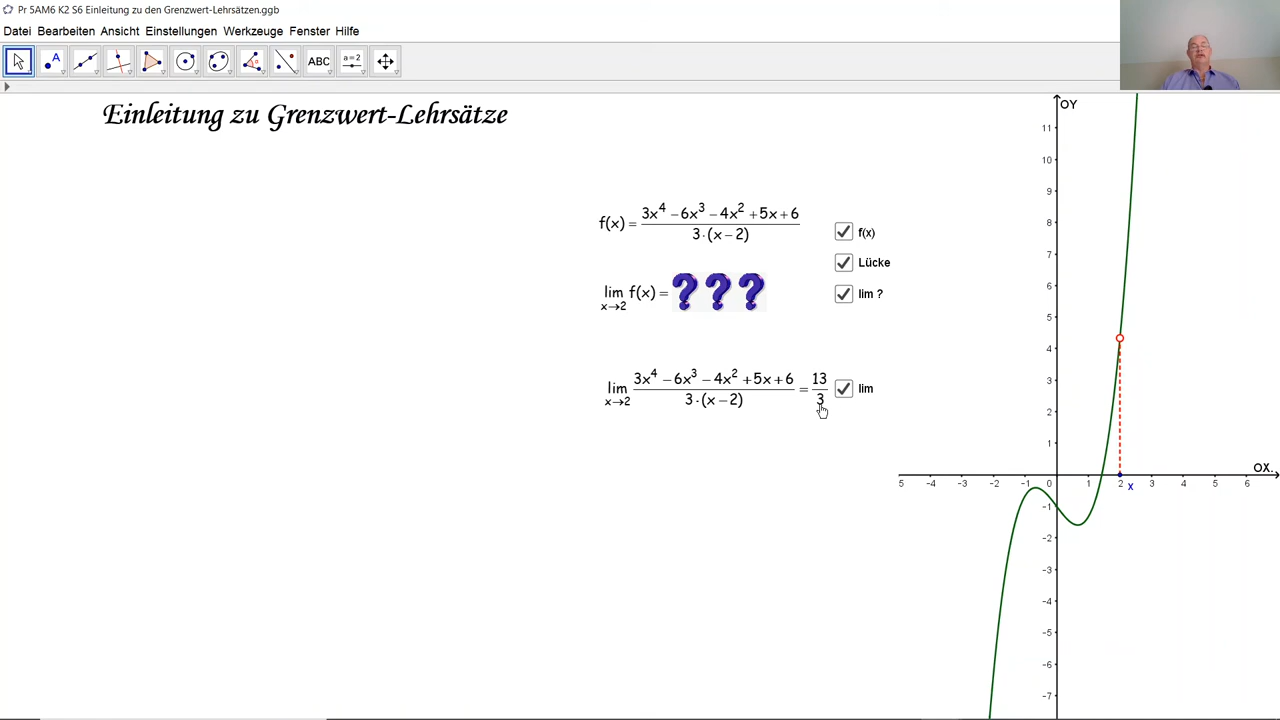 Pr 5AM6 K2 S6 Einleitung zu den Grenzwert-Lehrsätzen.ggb
Datei Bearbeiten Ansicht Einstellungen Werkzeuge Fenster Hilfe
A ABC a=2
Einleitung zu Grenzwert-Lehrsätze
f(x) = (3x⁴ − 6x³ − 4x² + 5x + 6) / (3·(x − 2))
f(x)
Lücke
lim x→2 f(x) = ???
lim ?
lim x→2 (3x⁴ − 6x³ − 4x² + 5x + 6) / (3·(x − 2)) = 13/3
lim
OY
11
10
9
8
7
6
5
4
3
2
1
OX.
5 −4 −3 −2 −1 0 1 2 3 4 5 6
x
−1
−2
−3
−4
−5
−6
−7